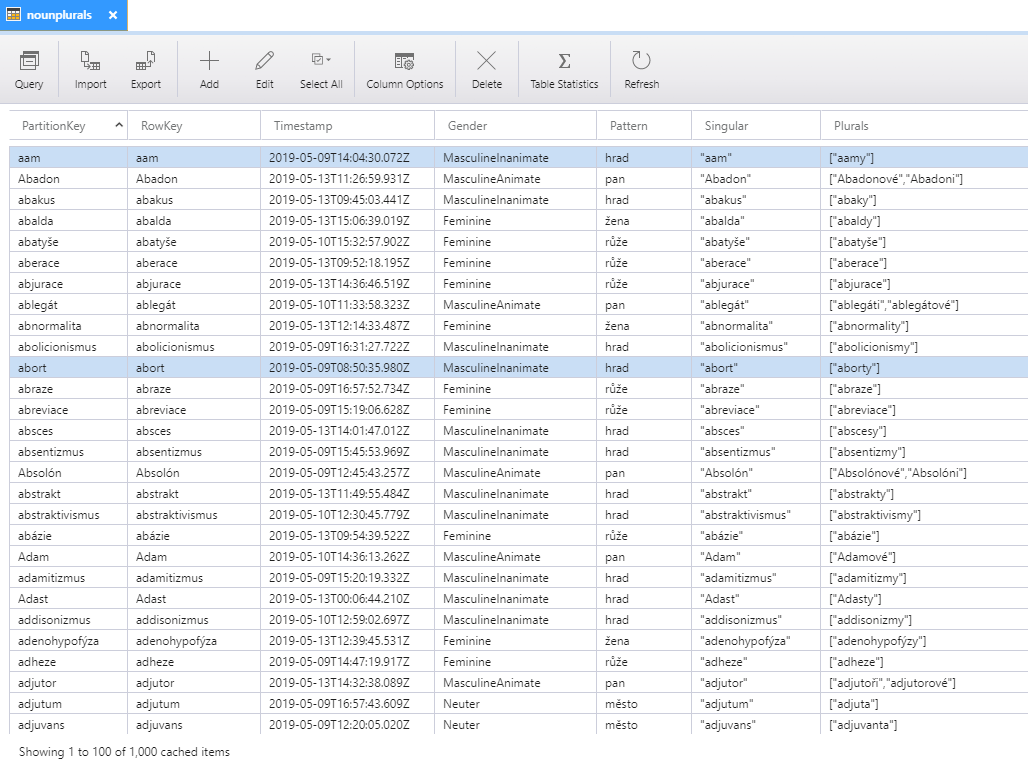 nounplurals ×
Query Import Export Add Edit Select All Column Options Delete Table Statistics Refresh
PartitionKey RowKey Timestamp Gender Pattern Singular Plurals
aam aam 2019-05-09T14:04:30.072Z MasculineInanimate hrad "aam" ["aamy"]
Abadon Abadon 2019-05-13T11:26:59.931Z MasculineAnimate pan "Abadon" ["Abadonové","Abadoni"]
abakus abakus 2019-05-13T09:45:03.441Z MasculineInanimate hrad "abakus" ["abaky"]
abalda abalda 2019-05-13T15:06:39.019Z Feminine žena "abalda" ["abaldy"]
abatyše abatyše 2019-05-10T15:32:57.902Z Feminine růže "abatyše" ["abatyše"]
aberace aberace 2019-05-13T09:52:18.195Z Feminine růže "aberace" ["aberace"]
abjurace abjurace 2019-05-13T14:36:46.519Z Feminine růže "abjurace" ["abjurace"]
ablegát ablegát 2019-05-10T11:33:58.323Z MasculineAnimate pan "ablegát" ["ablegáti","ablegátové"]
abnormalita abnormalita 2019-05-13T12:14:33.487Z Feminine žena "abnormalita" ["abnormality"]
abolicionismus abolicionismus 2019-05-09T16:31:27.722Z MasculineInanimate hrad "abolicionismus" ["abolicionismy"]
abort abort 2019-05-09T08:50:35.980Z MasculineInanimate hrad "abort" ["aborty"]
abraze abraze 2019-05-09T16:57:52.734Z Feminine růže "abraze" ["abraze"]
abreviace abreviace 2019-05-09T15:19:06.628Z Feminine růže "abreviace" ["abreviace"]
absces absces 2019-05-13T14:01:47.012Z MasculineInanimate hrad "absces" ["abscesy"]
absentizmus absentizmus 2019-05-09T15:45:53.969Z MasculineInanimate hrad "absentizmus" ["absentizmy"]
Absolón Absolón 2019-05-09T12:45:43.257Z MasculineAnimate pan "Absolón" ["Absolónové","Absolóni"]
abstrakt abstrakt 2019-05-13T11:49:55.484Z MasculineInanimate hrad "abstrakt" ["abstrakty"]
abstraktivismus abstraktivismus 2019-05-10T12:30:45.779Z MasculineInanimate hrad "abstraktivismus" ["abstraktivismy"]
abázie abázie 2019-05-13T09:54:39.522Z Feminine růže "abázie" ["abázie"]
Adam Adam 2019-05-10T14:36:13.262Z MasculineAnimate pan "Adam" ["Adamové"]
adamitizmus adamitizmus 2019-05-09T15:20:19.332Z MasculineInanimate hrad "adamitizmus" ["adamitizmy"]
Adast Adast 2019-05-13T00:06:44.210Z MasculineInanimate hrad "Adast" ["Adasty"]
addisonizmus addisonizmus 2019-05-10T12:59:02.697Z MasculineInanimate hrad "addisonizmus" ["addisonizmy"]
adenohypofýza adenohypofýza 2019-05-13T12:39:45.531Z Feminine žena "adenohypofýza" ["adenohypofýzy"]
adheze adheze 2019-05-09T14:47:19.917Z Feminine růže "adheze" ["adheze"]
adjutor adjutor 2019-05-13T14:32:38.089Z MasculineAnimate pan "adjutor" ["adjutoři","adjutorové"]
adjutum adjutum 2019-05-09T16:57:43.609Z Neuter město "adjutum" ["adjuta"]
adjuvans adjuvans 2019-05-09T12:20:05.020Z Neuter město "adjuvans" ["adjuvanta"]
Showing 1 to 100 of 1,000 cached items